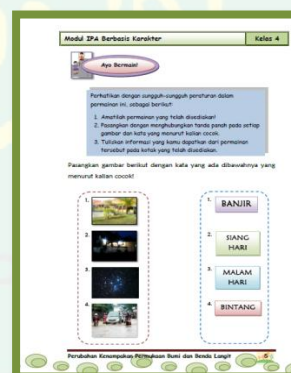 Modul IPA Berbasis Karakter
Kelas 4
Ayo Bermain!
Perhatikan dengan sungguh-sungguh peraturan dalam
permainan ini, sebagai berikut:
1. Amatilah permainan yang telah disediakan!
2. Pasangkan dengan menghubungkan tanda panah pada setiap
gambar dan kata yang menurut kalian cocok.
3. Tuliskan informasi yang kamu dapatkan dari permainan
tersebut pada kotak yang telah disediakan.
Pasangkan gambar berikut dengan kata yang ada dibawahnya yang
menurut kalian cocok!
1.
2.
3.
4.
1. BANJIR
2. SIANG
HARI
3. MALAM
HARI
4. BINTANG
Perubahan Kenampakan Permukaan Bumi dan Benda Langit
6